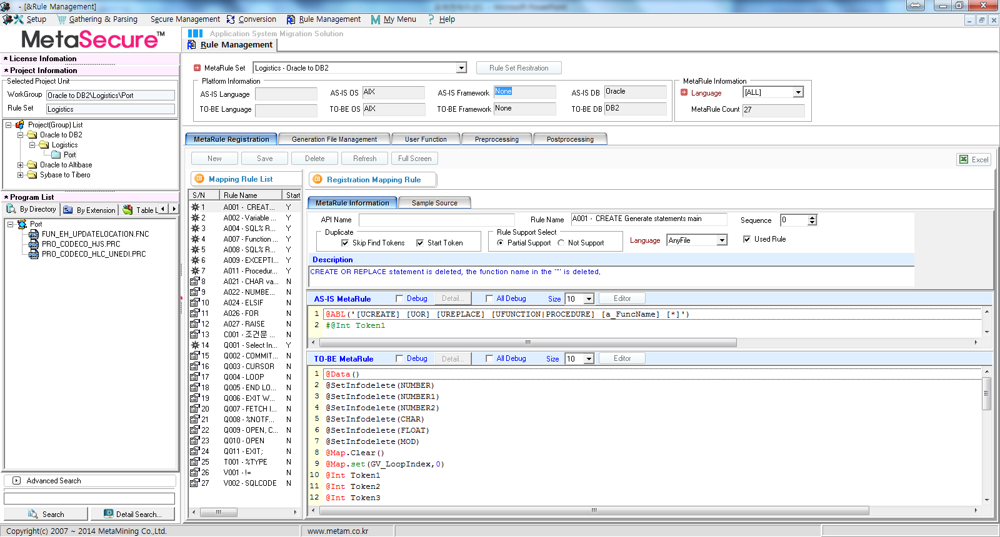 - [&Rule Management]
Setup Gathering & Parsing Secure Management Conversion Rule Management My Menu Help
MetaSecure™
Application System Migration Solution
Rule Management
License Infomation
Project Information
Selected Project Unit
WorkGroup Oracle to DB2\Logistics\Port
Rule Set Logistics
Project(Group) List
Oracle to DB2
Logistics
Port
Oracle to Altibase
Sybase to Tibero
Program List
By Directory By Extension Table L
Port
FUN_EH_UPDATELOCATION.FNC
PRO_CODECO_HJS.PRC
PRO_CODECO_HLC_UNEDI.PRC
Advanced Search
Search Detail Search...
MetaRule Set Logistics - Oracle to DB2 Rule Set Resitration
Platform Information
AS-IS Language AS-IS OS AIX AS-IS Framework None AS-IS DB Oracle
TO-BE Language TO-BE OS AIX TO-BE Framework None TO-BE DB DB2
MetaRule Information
Language [ALL]
MetaRule Count 27
MetaRule Registration Generation File Management User Function Preprocessing Postprocessing
New Save Delete Refresh Full Screen Excel
Mapping Rule List
S/N Rule Name Start
1 A001 - CREAT... Y
2 A002 - Variable ... Y
3 A004 - SQL% R... Y
4 A007 - Function ... Y
5 A008 - SQL% R... Y
6 A009 - EXCEPTI... Y
7 A011 - Procedur... Y
8 A021 - CHAR va... N
9 A022 - NUMBE... N
10 A024 - ELSIF N
11 A026 - FOR N
12 A027 - RAISE N
13 C001 - 조건문 ... N
14 Q001 - Select In... Y
15 Q002 - COMMIT... N
16 Q003 - CURSOR N
17 Q004 - LOOP N
18 Q005 - END LO... N
19 Q006 - EXIT W... N
20 Q007 - FETCH I... N
21 Q008 - %NOTF... N
22 Q009 - OPEN, C... N
23 Q010 - OPEN N
24 Q011 - EXIT; N
25 T001 - %TYPE N
26 V001 - != N
27 V002 - SQLCODE N
Registration Mapping Rule
MetaRule Information Sample Source
API Name Rule Name A001 - CREATE Generate statements main Sequence 0
Duplicate
Skip Find Tokens Start Token
Rule Support Select
Partial Support Not Support
Language AnyFile Used Rule
Description
CREATE OR REPLACE statement is deleted, the function name in the "" is deleted.
AS-IS MetaRule Debug Detail... All Debug Size 10 Editor
1 @ABL('[UCREATE] [UOR] [UREPLACE] [UFUNCTION|PROCEDURE] [a_FuncName] [*]')
2 #@Int Token1
TO-BE MetaRule Debug Detail... All Debug Size 10 Editor
1 @Data()
2 @SetInfodelete(NUMBER)
3 @SetInfodelete(NUMBER1)
4 @SetInfodelete(NUMBER2)
5 @SetInfodelete(CHAR)
6 @SetInfodelete(FLOAT)
7 @SetInfodelete(MOD)
8 @Map.Clear()
9 @Map.set(GV_LoopIndex,0)
10 @Int Token1
11 @Int Token2
12 @Int Token3
Copyright(c) 2007 ~ 2014 MetaMining Co.,Ltd. www.metam.co.kr